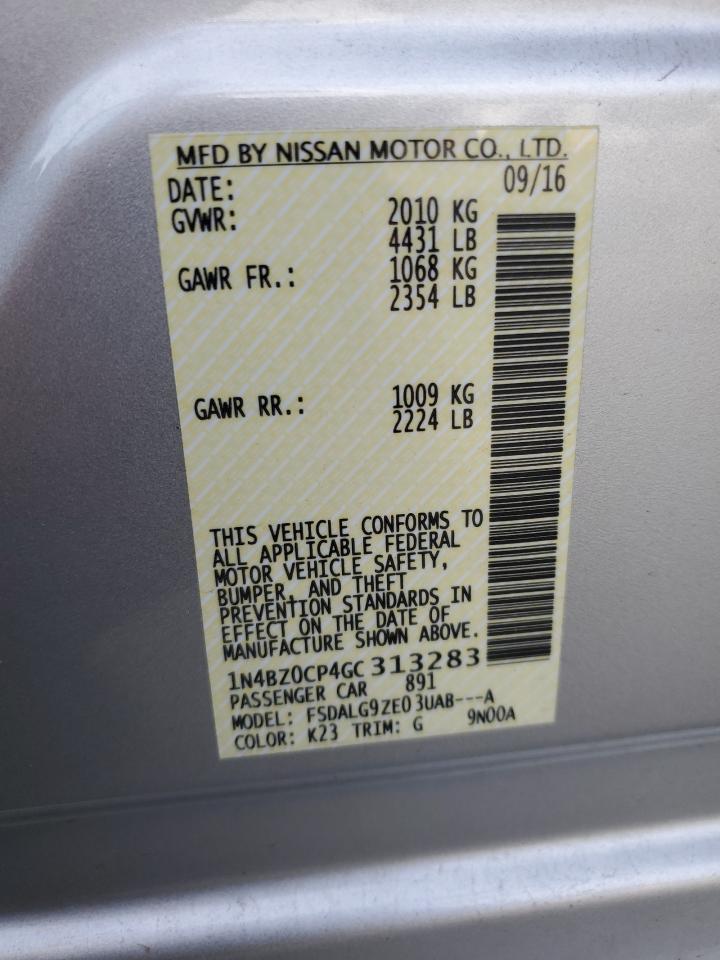 MFD BY NISSAN MOTOR CO., LTD.
DATE: 09/16
GVWR: 2010 KG
4431 LB
GAWR FR.: 1068 KG
2354 LB
GAWR RR.: 1009 KG
2224 LB
THIS VEHICLE CONFORMS TO
ALL APPLICABLE FEDERAL
MOTOR VEHICLE SAFETY,
BUMPER, AND THEFT
PREVENTION STANDARDS IN
EFFECT ON THE DATE OF
MANUFACTURE SHOWN ABOVE.
1N4BZ0CP4GC313283
PASSENGER CAR 891
MODEL: FSDALG9ZE03UAB---A
COLOR: K23 TRIM: G 9N00A